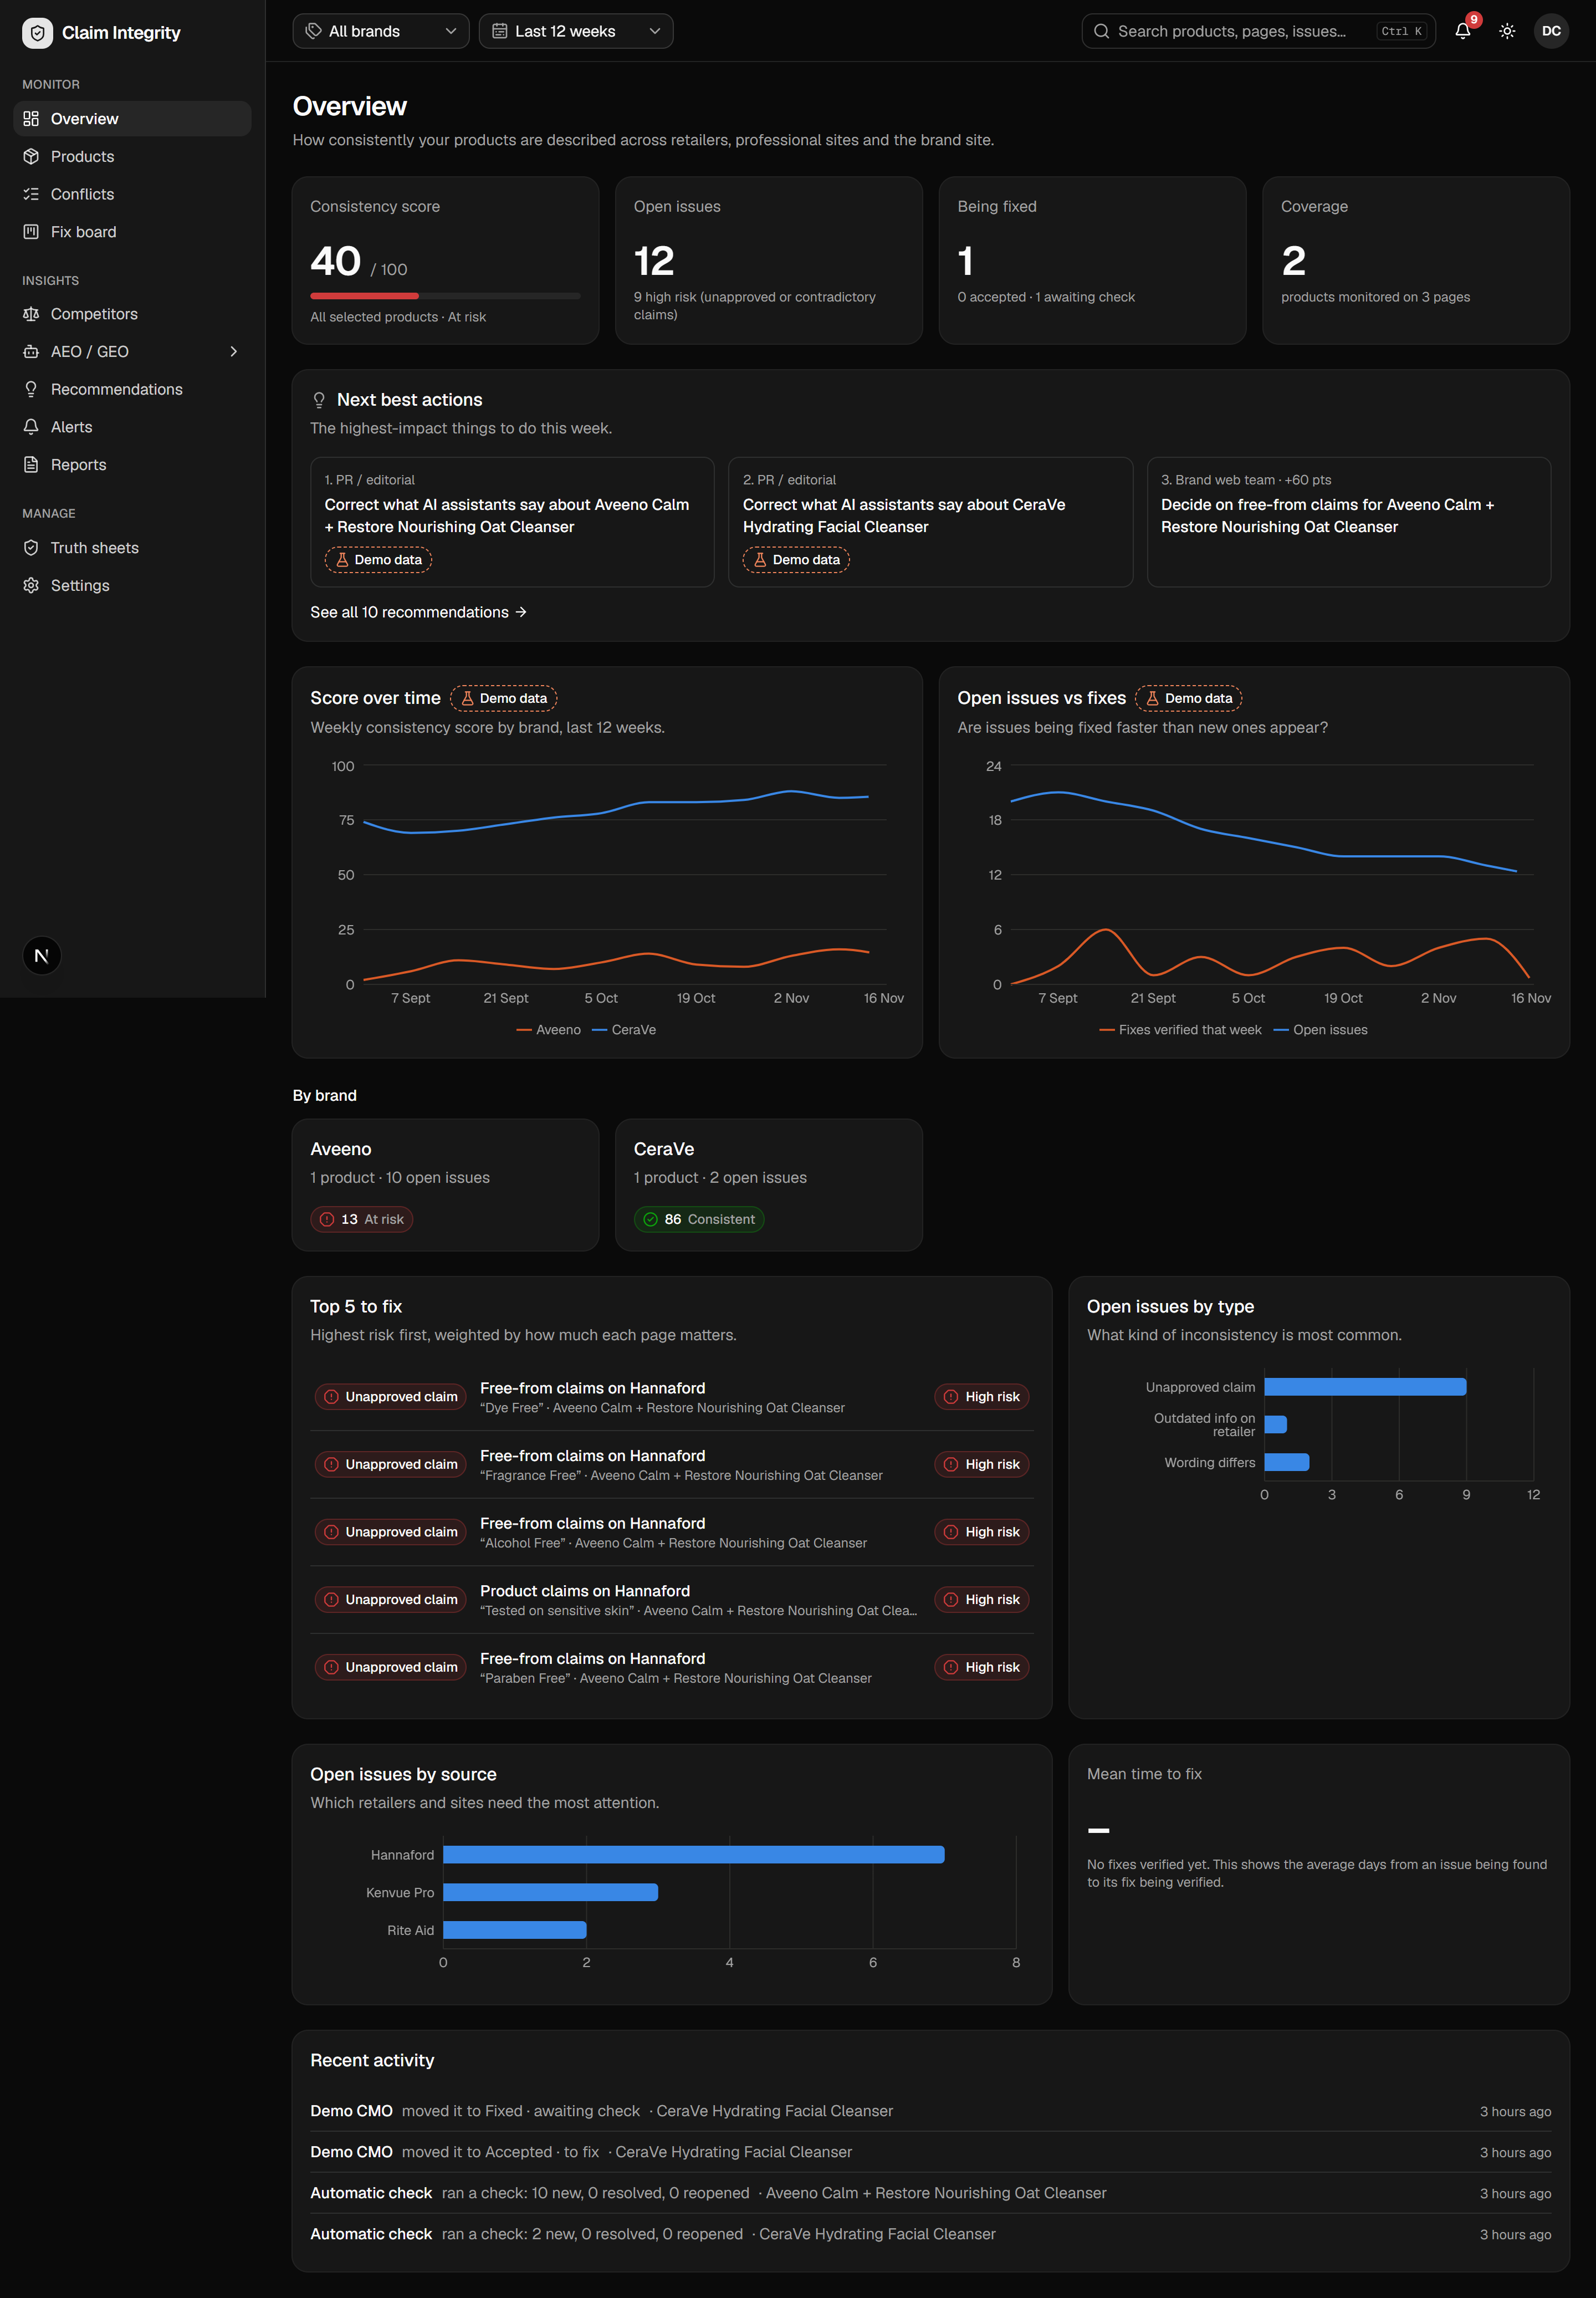 Claim Integrity
MONITOR
Overview
Products
Conflicts
Fix board
INSIGHTS
Competitors
AEO / GEO
Recommendations
Alerts
Reports
MANAGE
Truth sheets
Settings
N
All brands
Last 12 weeks
Search products, pages, issues...
Ctrl K
9
DC
Overview
How consistently your products are described across retailers, professional sites and the brand site.
Consistency score
40 / 100
All selected products · At risk
Open issues
12
9 high risk (unapproved or contradictory
claims)
Being fixed
1
0 accepted · 1 awaiting check
Coverage
2
products monitored on 3 pages
Next best actions
The highest-impact things to do this week.
1. PR / editorial
Correct what AI assistants say about Aveeno Calm
+ Restore Nourishing Oat Cleanser
Demo data
2. PR / editorial
Correct what AI assistants say about CeraVe
Hydrating Facial Cleanser
Demo data
3. Brand web team · +60 pts
Decide on free-from claims for Aveeno Calm +
Restore Nourishing Oat Cleanser
See all 10 recommendations →
Score over time
Demo data
Weekly consistency score by brand, last 12 weeks.
100
75
50
25
0
7 Sept 21 Sept 5 Oct 19 Oct 2 Nov 16 Nov
Aveeno CeraVe
Open issues vs fixes
Demo data
Are issues being fixed faster than new ones appear?
24
18
12
6
0
7 Sept 21 Sept 5 Oct 19 Oct 2 Nov 16 Nov
Fixes verified that week Open issues
By brand
Aveeno
1 product · 10 open issues
13 At risk
CeraVe
1 product · 2 open issues
86 Consistent
Top 5 to fix
Highest risk first, weighted by how much each page matters.
Unapproved claim
Free-from claims on Hannaford
“Dye Free” · Aveeno Calm + Restore Nourishing Oat Cleanser
High risk
Unapproved claim
Free-from claims on Hannaford
“Fragrance Free” · Aveeno Calm + Restore Nourishing Oat Cleanser
High risk
Unapproved claim
Free-from claims on Hannaford
“Alcohol Free” · Aveeno Calm + Restore Nourishing Oat Cleanser
High risk
Unapproved claim
Product claims on Hannaford
“Tested on sensitive skin” · Aveeno Calm + Restore Nourishing Oat Clea...
High risk
Unapproved claim
Free-from claims on Hannaford
“Paraben Free” · Aveeno Calm + Restore Nourishing Oat Cleanser
High risk
Open issues by type
What kind of inconsistency is most common.
Unapproved claim
Outdated info on
retailer
Wording differs
0 3 6 9 12
Open issues by source
Which retailers and sites need the most attention.
Hannaford
Kenvue Pro
Rite Aid
0 2 4 6 8
Mean time to fix
–
No fixes verified yet. This shows the average days from an issue being found
to its fix being verified.
Recent activity
Demo CMO moved it to Fixed · awaiting check · CeraVe Hydrating Facial Cleanser
3 hours ago
Demo CMO moved it to Accepted · to fix · CeraVe Hydrating Facial Cleanser
3 hours ago
Automatic check ran a check: 10 new, 0 resolved, 0 reopened · Aveeno Calm + Restore Nourishing Oat Cleanser
3 hours ago
Automatic check ran a check: 2 new, 0 resolved, 0 reopened · CeraVe Hydrating Facial Cleanser
3 hours ago